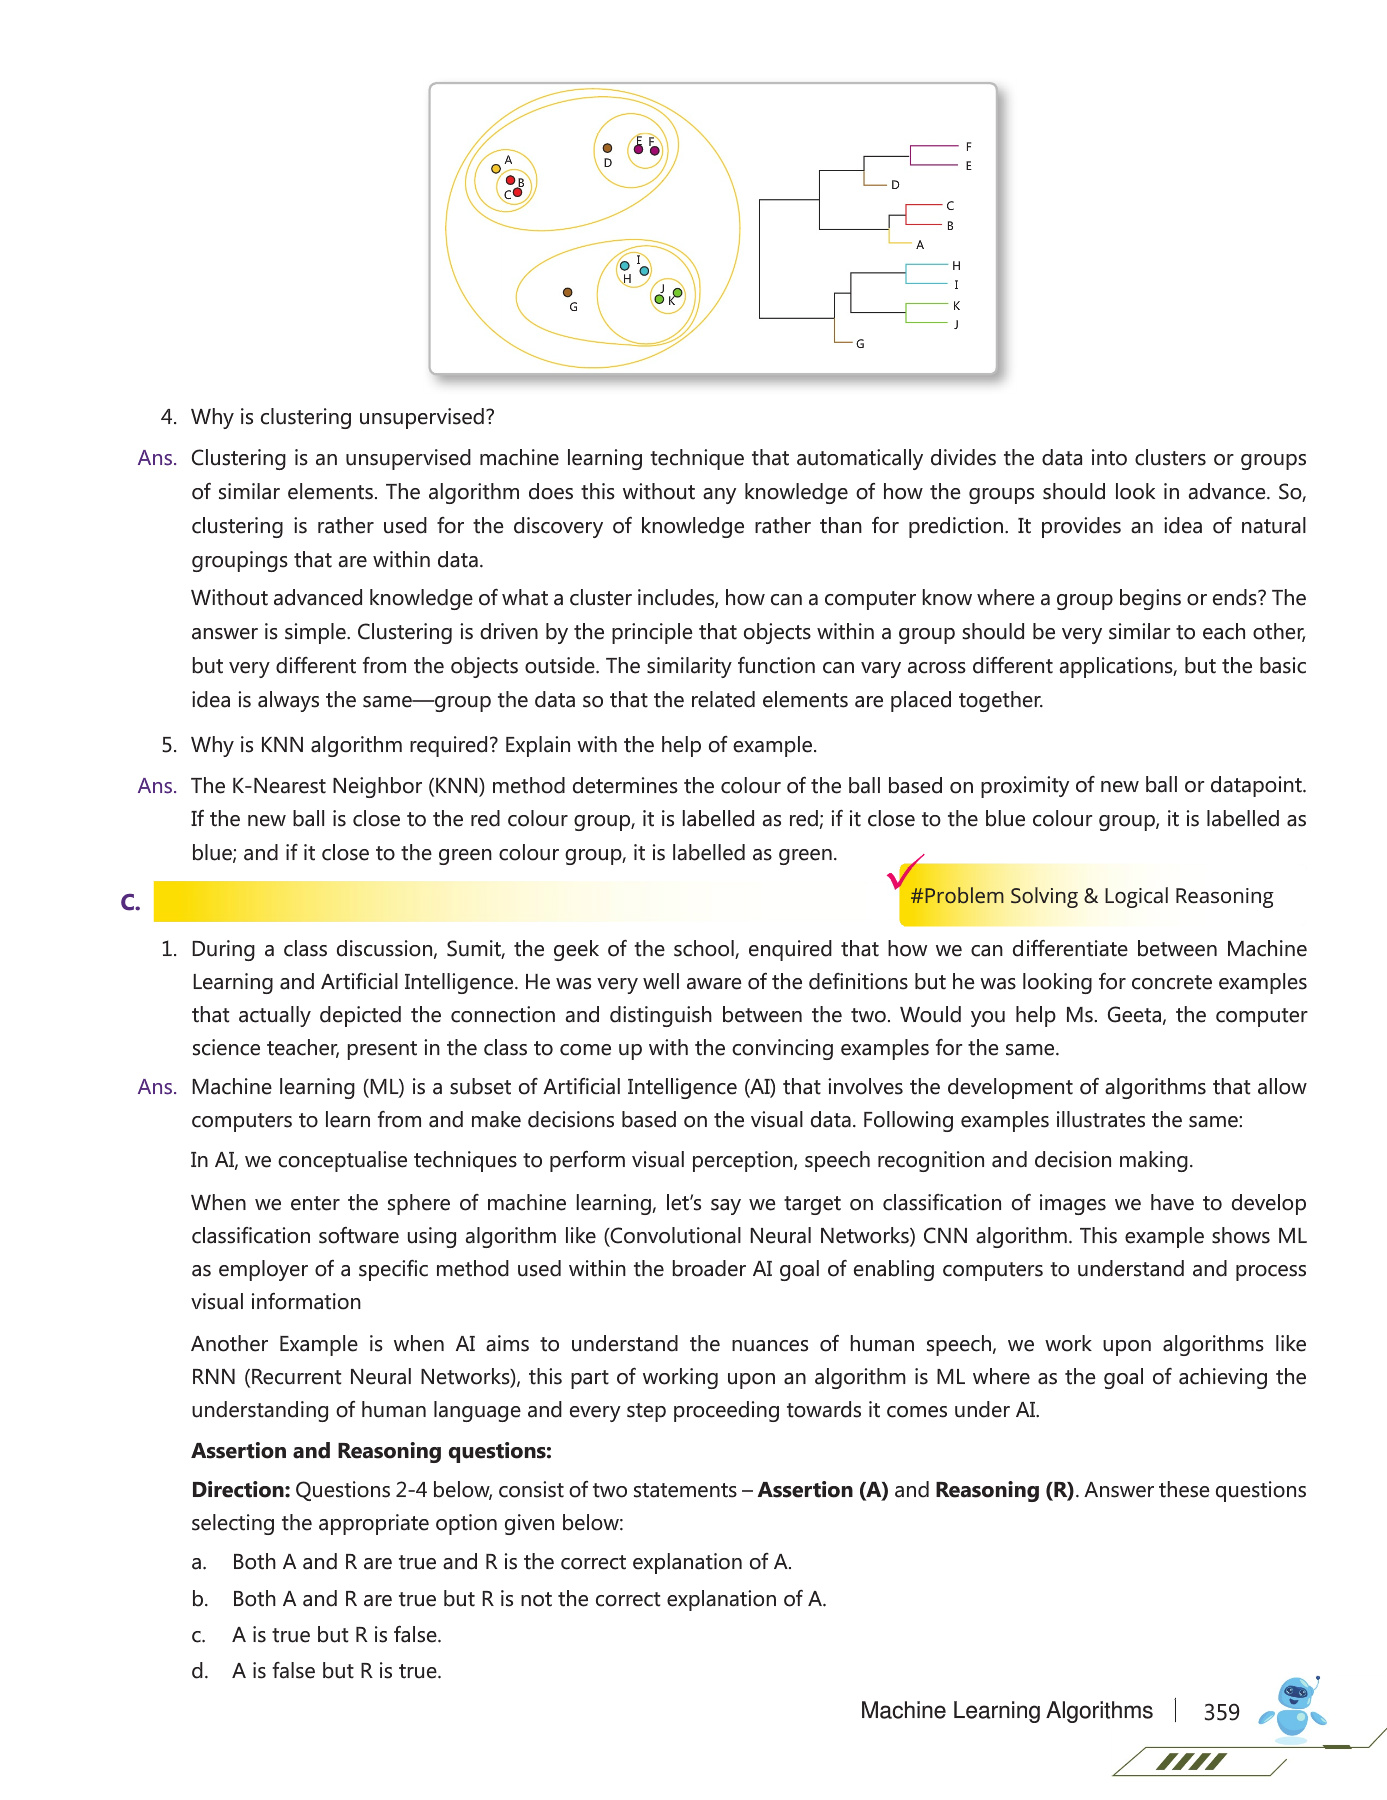 A
B
C
D
E F
I
H
J
K
G
F
E
D
C
B
A
H
I
K
J
G
4. Why is clustering unsupervised?
Ans. Clustering is an unsupervised machine learning technique that automatically divides the data into clusters or groups
of similar elements. The algorithm does this without any knowledge of how the groups should look in advance. So,
clustering is rather used for the discovery of knowledge rather than for prediction. It provides an idea of natural
groupings that are within data.
Without advanced knowledge of what a cluster includes, how can a computer know where a group begins or ends? The
answer is simple. Clustering is driven by the principle that objects within a group should be very similar to each other,
but very different from the objects outside. The similarity function can vary across different applications, but the basic
idea is always the same—group the data so that the related elements are placed together.
5. Why is KNN algorithm required? Explain with the help of example.
Ans. The K-Nearest Neighbor (KNN) method determines the colour of the ball based on proximity of new ball or datapoint.
If the new ball is close to the red colour group, it is labelled as red; if it close to the blue colour group, it is labelled as
blue; and if it close to the green colour group, it is labelled as green.
C.
#Problem Solving & Logical Reasoning
1. During a class discussion, Sumit, the geek of the school, enquired that how we can differentiate between Machine
Learning and Artificial Intelligence. He was very well aware of the definitions but he was looking for concrete examples
that actually depicted the connection and distinguish between the two. Would you help Ms. Geeta, the computer
science teacher, present in the class to come up with the convincing examples for the same.
Ans. Machine learning (ML) is a subset of Artificial Intelligence (AI) that involves the development of algorithms that allow
computers to learn from and make decisions based on the visual data. Following examples illustrates the same:
In AI, we conceptualise techniques to perform visual perception, speech recognition and decision making.
When we enter the sphere of machine learning, let's say we target on classification of images we have to develop
classification software using algorithm like (Convolutional Neural Networks) CNN algorithm. This example shows ML
as employer of a specific method used within the broader AI goal of enabling computers to understand and process
visual information
Another Example is when AI aims to understand the nuances of human speech, we work upon algorithms like
RNN (Recurrent Neural Networks), this part of working upon an algorithm is ML where as the goal of achieving the
understanding of human language and every step proceeding towards it comes under AI.
Assertion and Reasoning questions:
Direction: Questions 2-4 below, consist of two statements – Assertion (A) and Reasoning (R). Answer these questions
selecting the appropriate option given below:
a. Both A and R are true and R is the correct explanation of A.
b. Both A and R are true but R is not the correct explanation of A.
c. A is true but R is false.
d. A is false but R is true.
Machine Learning Algorithms 359